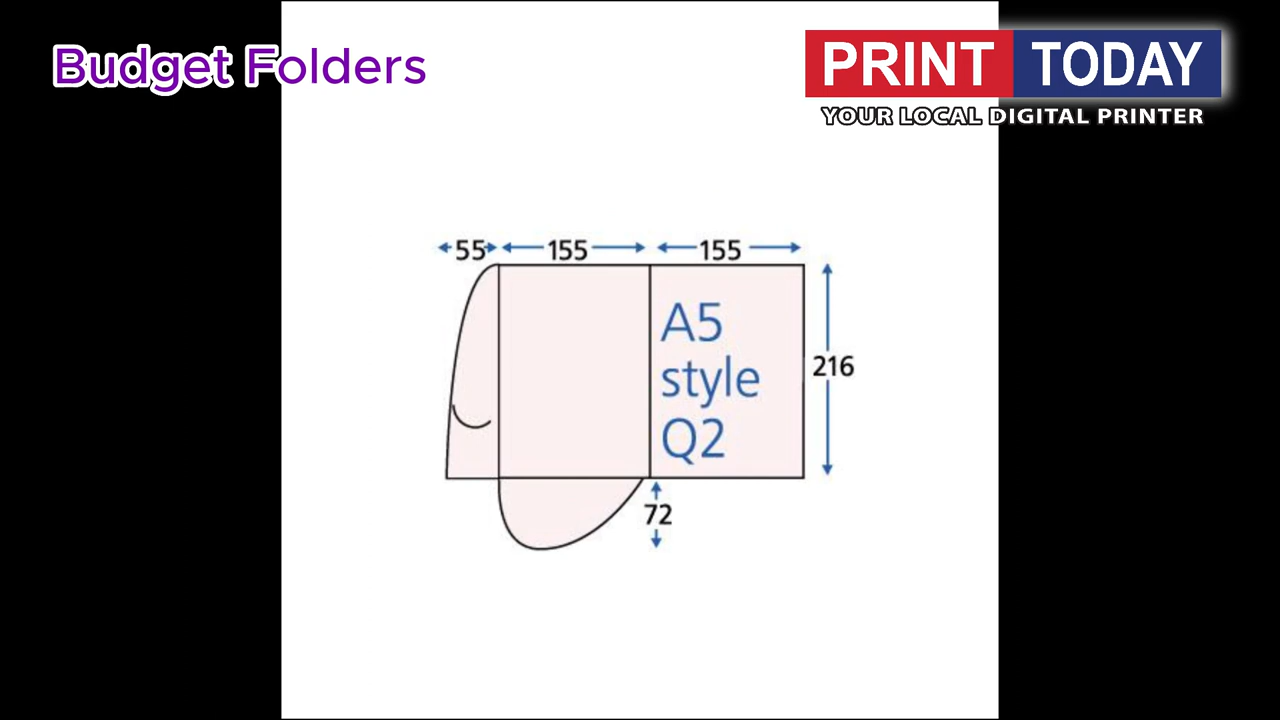 Budget Folders
PRINT TODAY
YOUR LOCAL DIGITAL PRINTER
55 155 155
A5
style
Q2
216
72